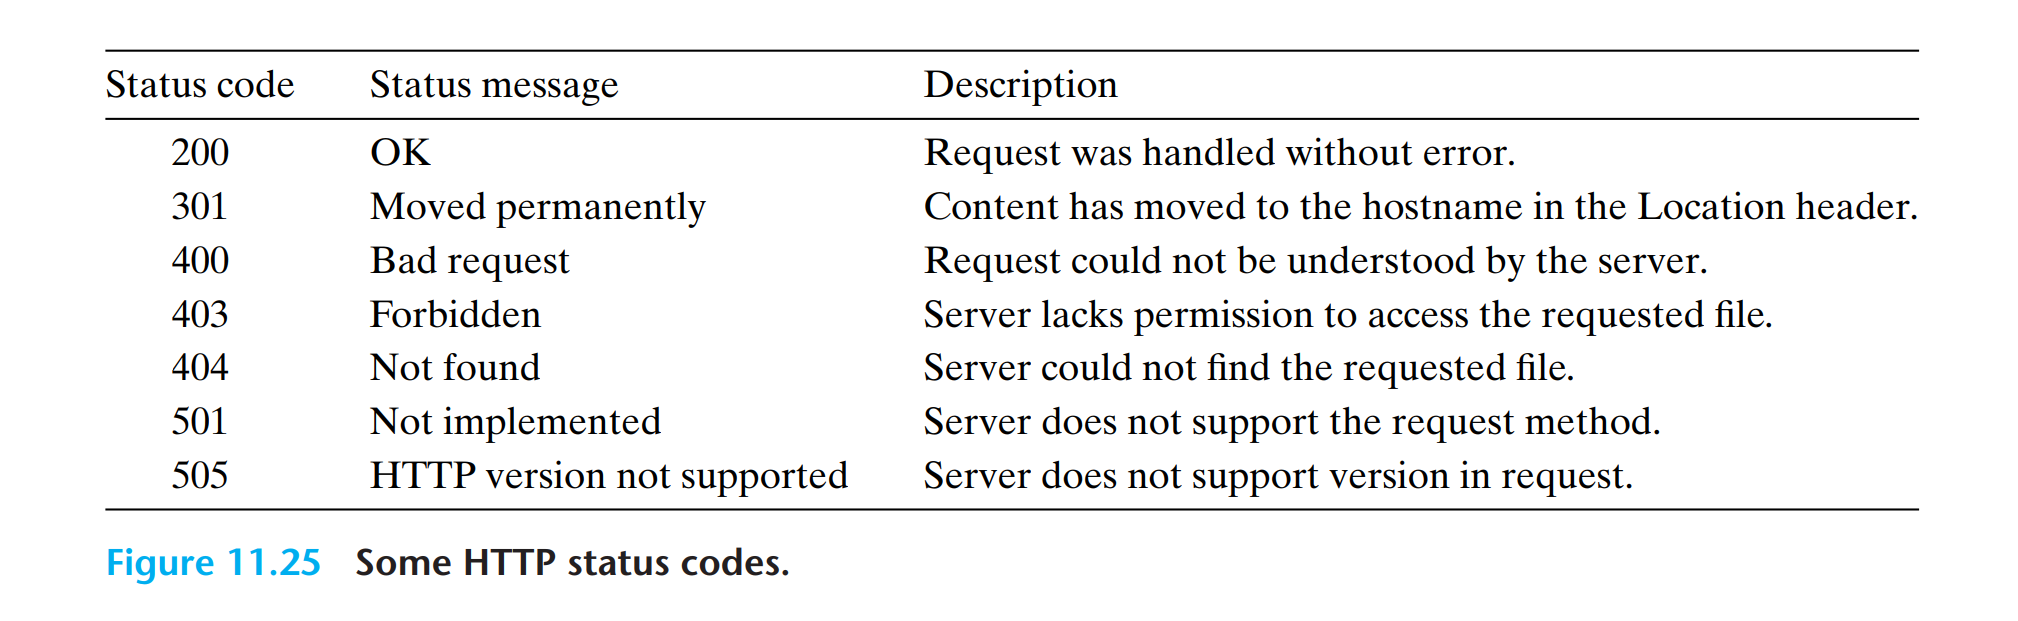 Status code Status message Description
200 OK Request was handled without error.
301 Moved permanently Content has moved to the hostname in the Location header.
400 Bad request Request could not be understood by the server.
403 Forbidden Server lacks permission to access the requested file.
404 Not found Server could not find the requested file.
501 Not implemented Server does not support the request method.
505 HTTP version not supported Server does not support version in request.
Figure 11.25 Some HTTP status codes.